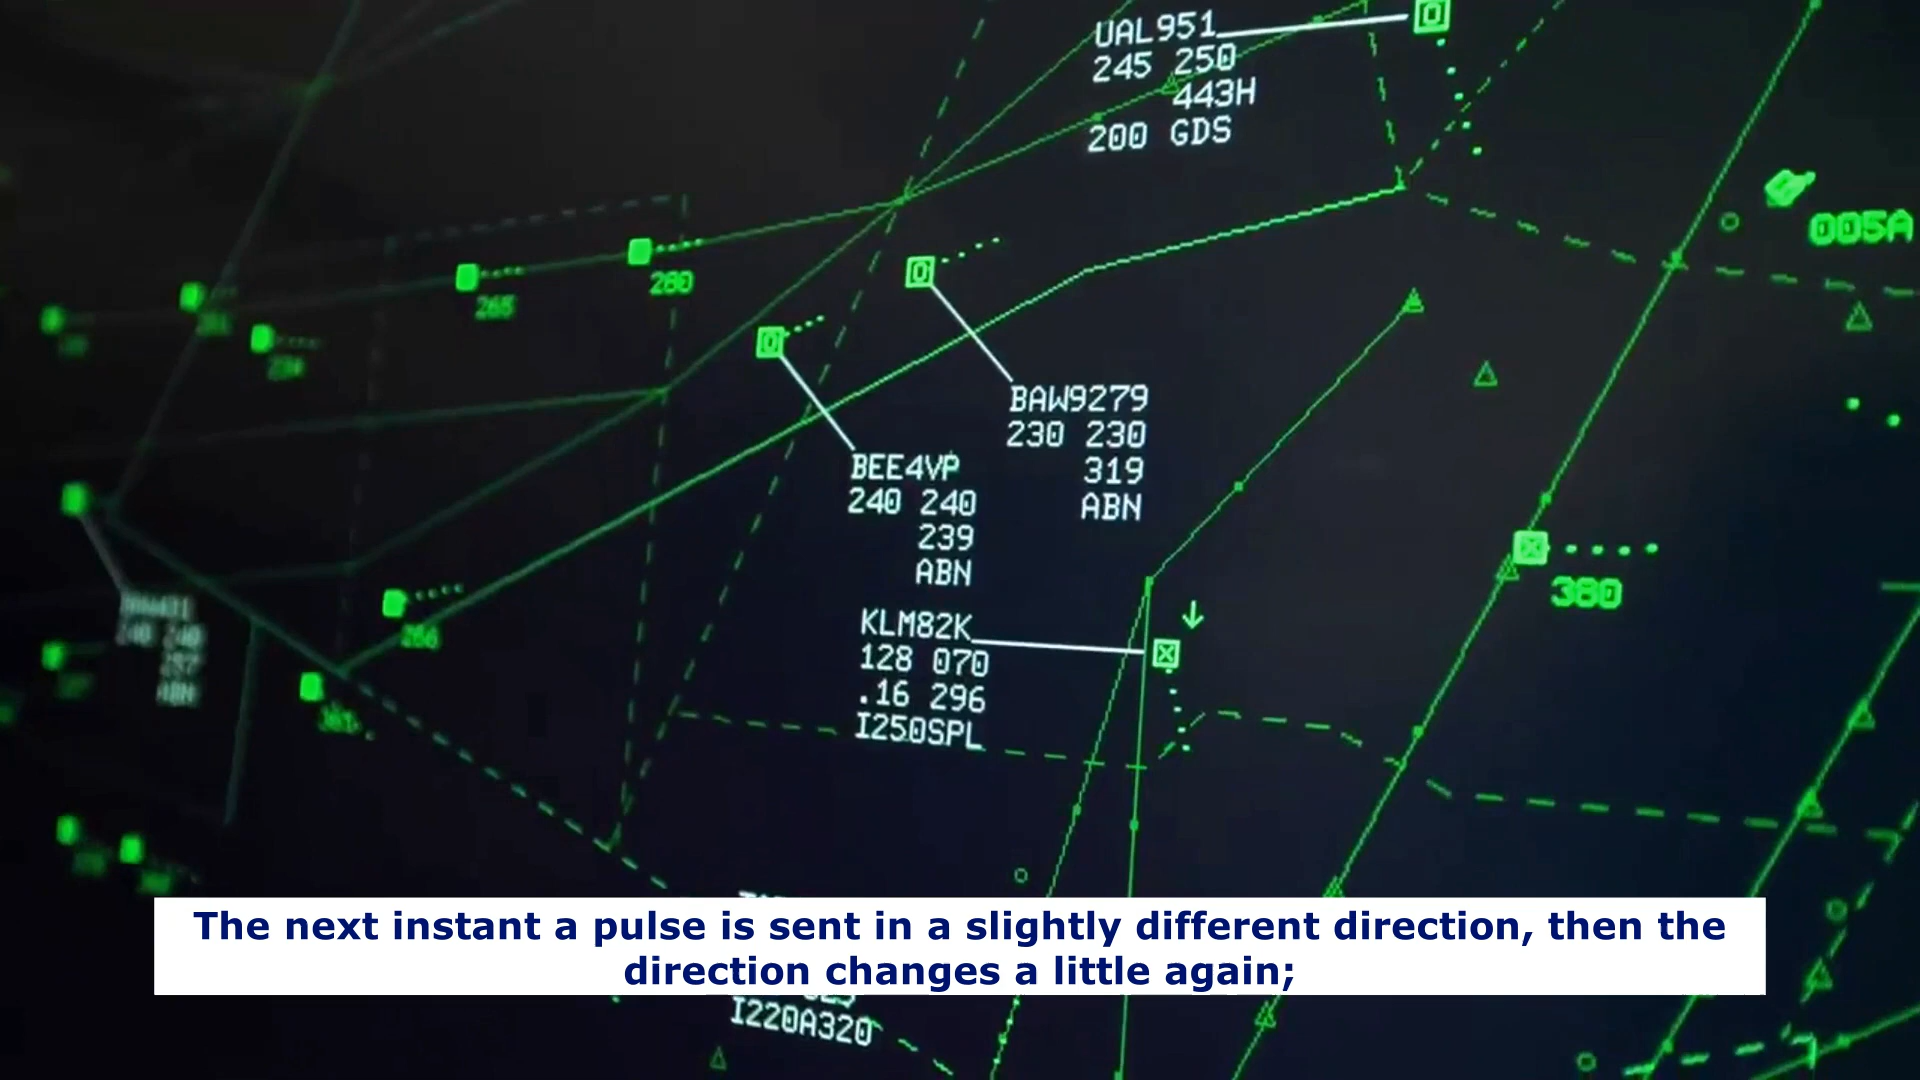 UAL951
245 250
443H
200 GDS
005A
280
265
BAW9279
230 230
319
ABN
BEE4VP
240 240
239
ABN
380
KLM82K
128 070
.16 296
I250SPL
266
The next instant a pulse is sent in a slightly different direction, then the
direction changes a little again;
I220A320